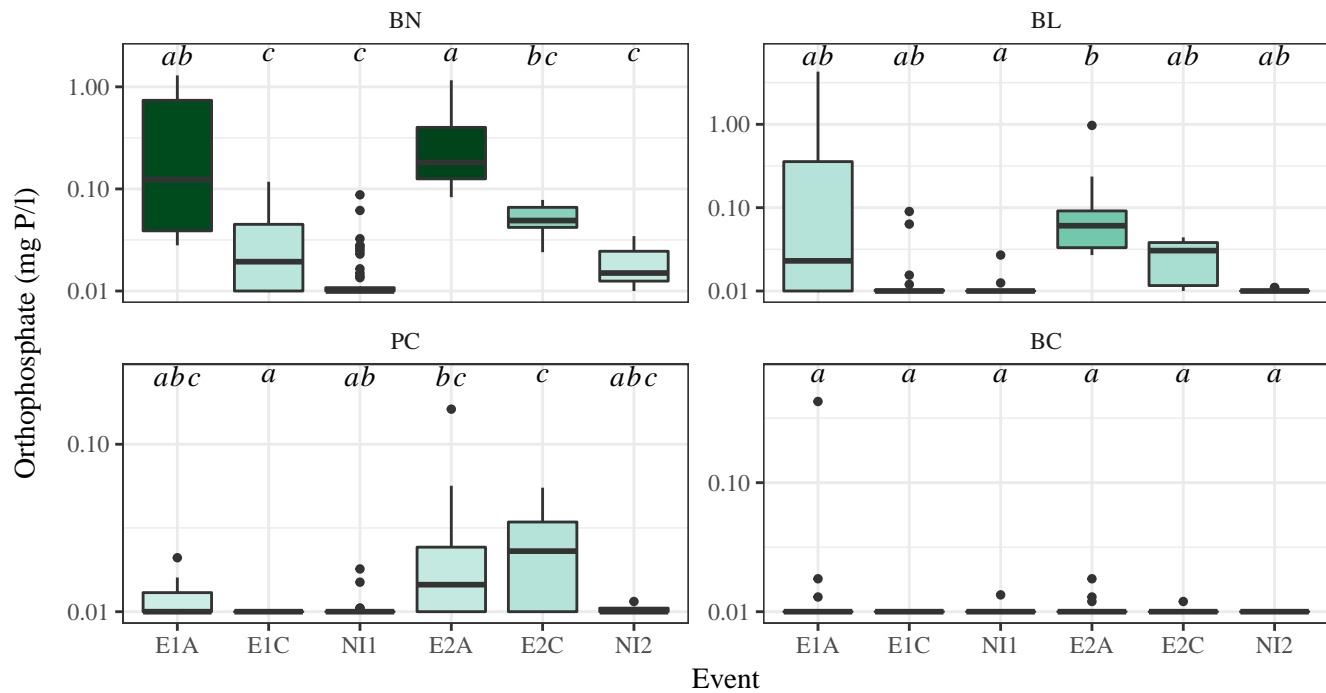 BN
BL
ab c c a bc c
ab ab a b ab ab
1.00
0.10
0.01
1.00
0.10
0.01
PC
BC
abc a ab bc c abc
a a a a a a
0.10
0.01
0.10
0.01
E1A E1C NI1 E2A E2C NI2
E1A E1C NI1 E2A E2C NI2
Orthophosphate (mg P/l)
Event